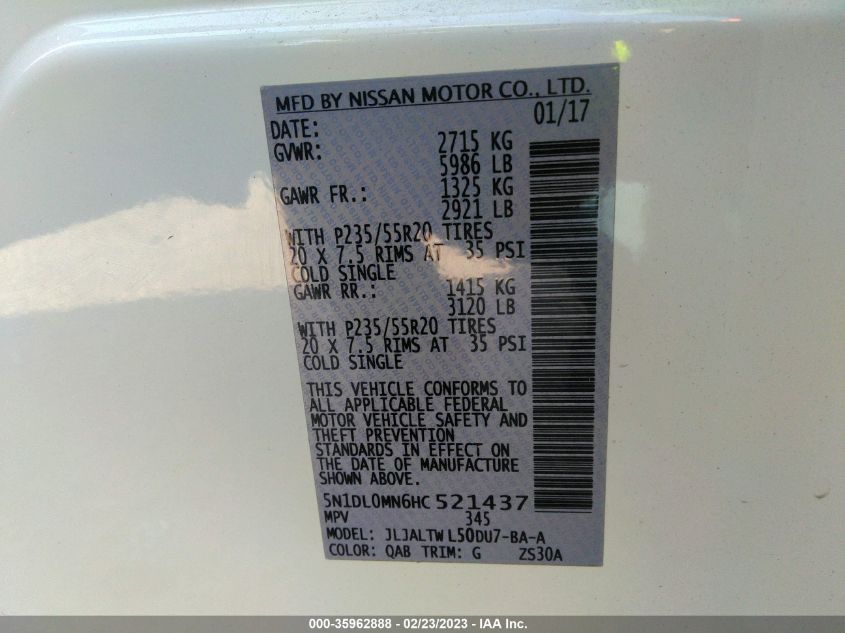 MFD BY NISSAN MOTOR CO., LTD.
DATE: 01/17
GVWR: 2715 KG
5986 LB
GAWR FR.: 1325 KG
2921 LB
WITH P235/55R20 TIRES
20 X 7.5 RIMS AT 35 PSI
COLD SINGLE
GAWR RR.: 1415 KG
3120 LB
WITH P235/55R20 TIRES
20 X 7.5 RIMS AT 35 PSI
COLD SINGLE
THIS VEHICLE CONFORMS TO
ALL APPLICABLE FEDERAL
MOTOR VEHICLE SAFETY AND
THEFT PREVENTION
STANDARDS IN EFFECT ON
THE DATE OF MANUFACTURE
SHOWN ABOVE.
5N1DL0MN6HC 521437
MPV 345
MODEL: JLJALTW L50DU7-BA-A
COLOR: QAB TRIM: G ZS30A
000-35962888 - 02/23/2023 - IAA Inc.